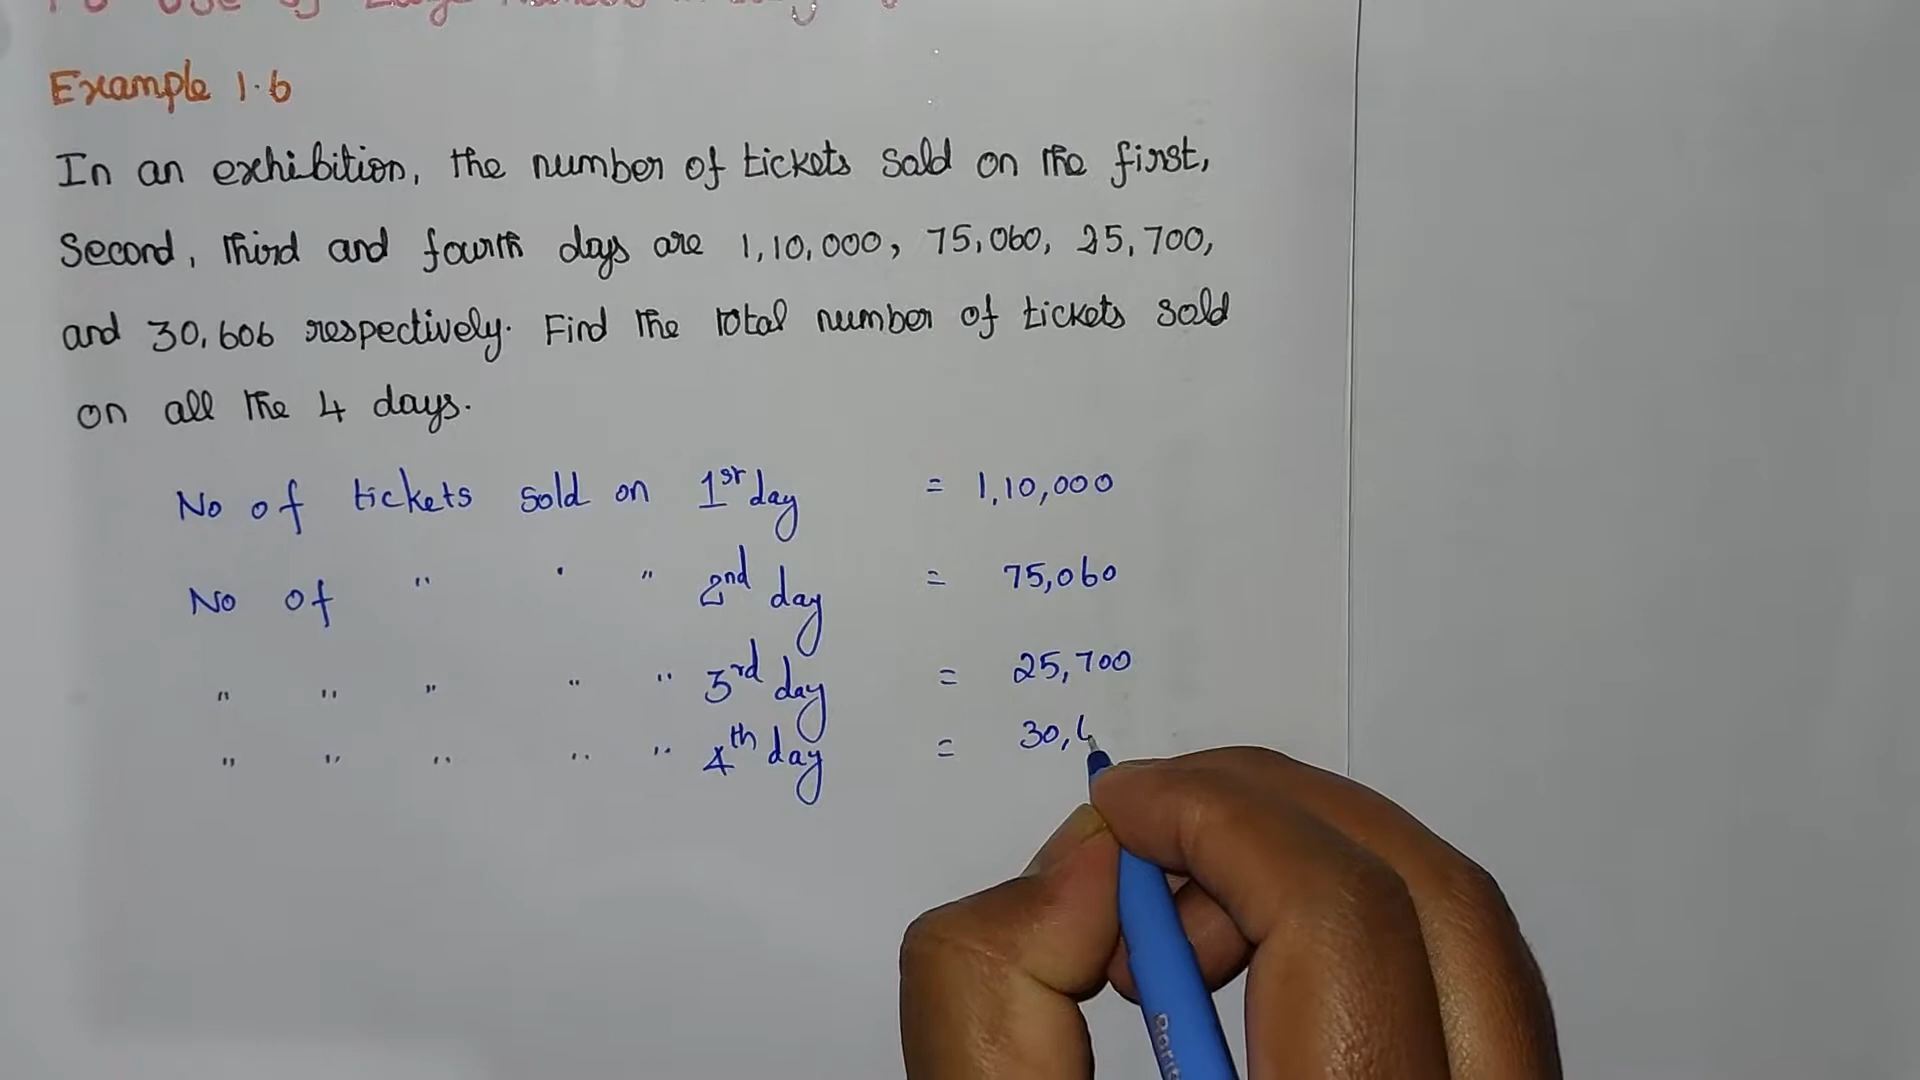 Example 1.6
In an exhibition, the number of tickets sold on the first,
Second, third and fourth days are 1,10,000, 75,060, 25,700,
and 30,606 respectively. Find the total number of tickets sold
on all the 4 days.
No of tickets sold on 1st day = 1,10,000
No of " " " 2nd day = 75,060
" " " " " 3rd day = 25,700
" " " " " 4th day = 30,